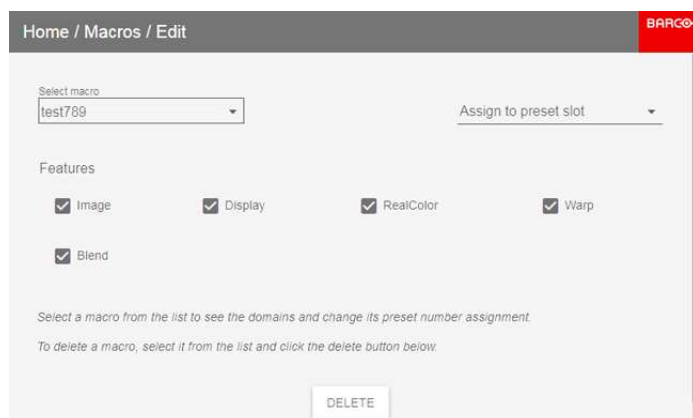 Home / Macros / Edit
BARCO
Select macro
test789
Assign to preset slot
Features
Image Display RealColor Warp
Blend
Select a macro from the list to see the domains and change its preset number assignment.
To delete a macro, select it from the list and click the delete button below.
DELETE